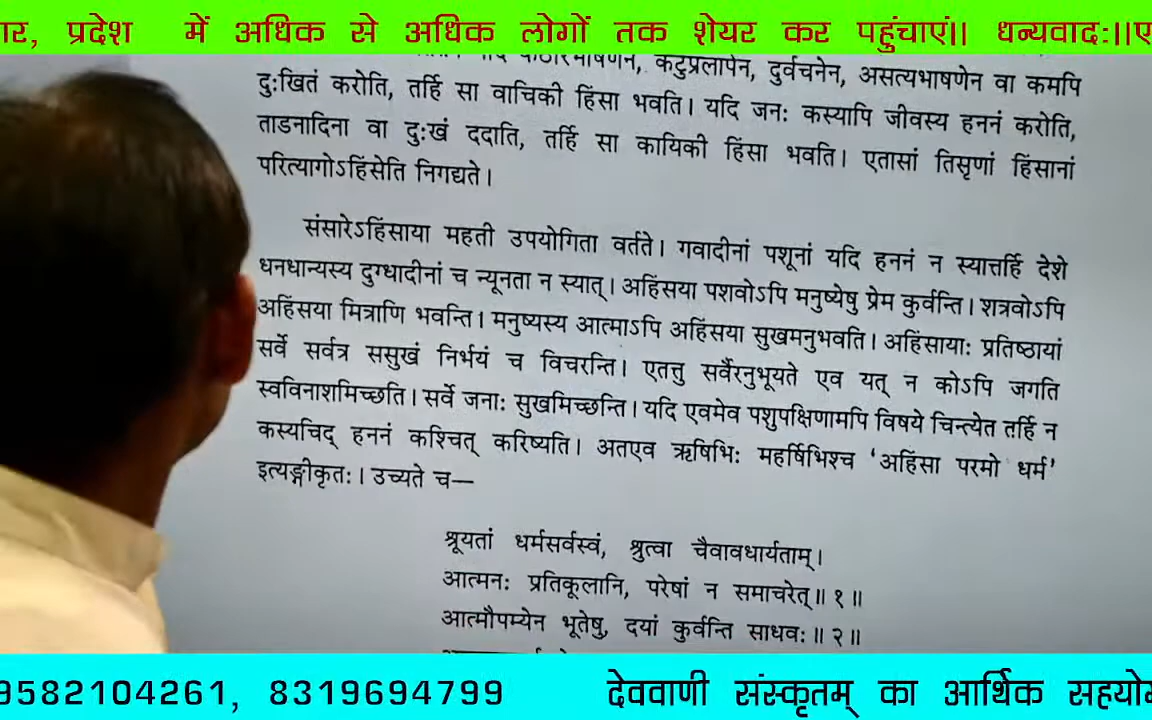 ार, प्रदेश में अधिक से अधिक लोगों तक शेयर कर पहुंचाएं॥ धन्यवादः॥ए
कटुप्रलापेन, दुर्वचनेन, असत्यभाषणेन वा कमपि
दुःखितं करोति, तर्हि सा वाचिकी हिंसा भवति। यदि जनः कस्यापि जीवस्य हननं करोति,
ताडनादिना वा दुःखं ददाति, तर्हि सा कायिकी हिंसा भवति। एतासां तिसृणां हिंसानां
परित्यागोऽहिंसेति निगद्यते।
संसारेऽहिंसाया महती उपयोगिता वर्तते। गवादीनां पशूनां यदि हननं न स्यात्तर्हि देशे
धनधान्यस्य दुग्धादीनां च न्यूनता न स्यात्। अहिंसया पशवोऽपि मनुष्येषु प्रेम कुर्वन्ति। शत्रवोऽपि
अहिंसया मित्राणि भवन्ति। मनुष्यस्य आत्माऽपि अहिंसया सुखमनुभवति। अहिंसायाः प्रतिष्ठायां
सर्वे सर्वत्र ससुखं निर्भयं च विचरन्ति। एतत्तु सर्वैरनुभूयते एव यत् न कोऽपि जगति
स्वविनाशमिच्छति। सर्वे जनाः सुखमिच्छन्ति। यदि एवमेव पशुपक्षिणामपि विषये चिन्त्येत तर्हि न
कस्यचिद् हननं कश्चित् करिष्यति। अतएव ऋषिभिः महर्षिभिश्च ‘अहिंसा परमो धर्म’
इत्यङ्गीकृतः। उच्यते च—
श्रूयतां धर्मसर्वस्वं, श्रुत्वा चैवावधार्यताम्।
आत्मनः प्रतिकूलानि, परेषां न समाचरेत्॥१॥
आत्मौपम्येन भूतेषु, दयां कुर्वन्ति साधवः॥२॥
9582104261, 8319694799 देववाणी संस्कृतम् का आर्थिक सहयो